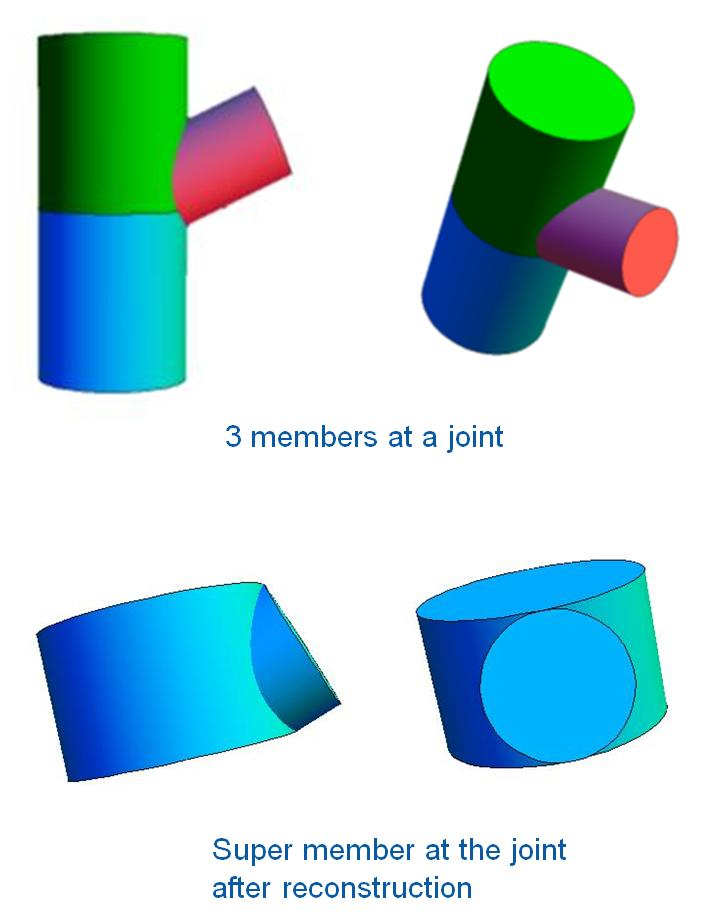 3 members at a joint
Super member at the joint
after reconstruction